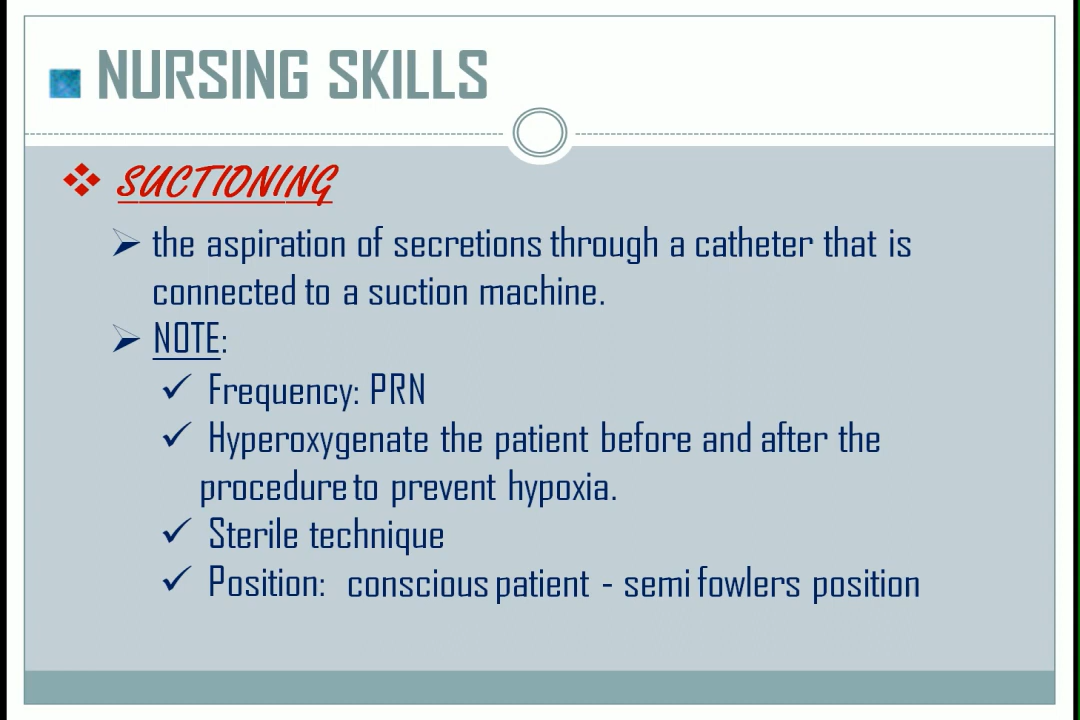 NURSING SKILLS
SUCTIONING
the aspiration of secretions through a catheter that is
connected to a suction machine.
NOTE:
Frequency: PRN
Hyperoxygenate the patient before and after the
procedure to prevent hypoxia.
Sterile technique
Position: conscious patient - semi fowlers position